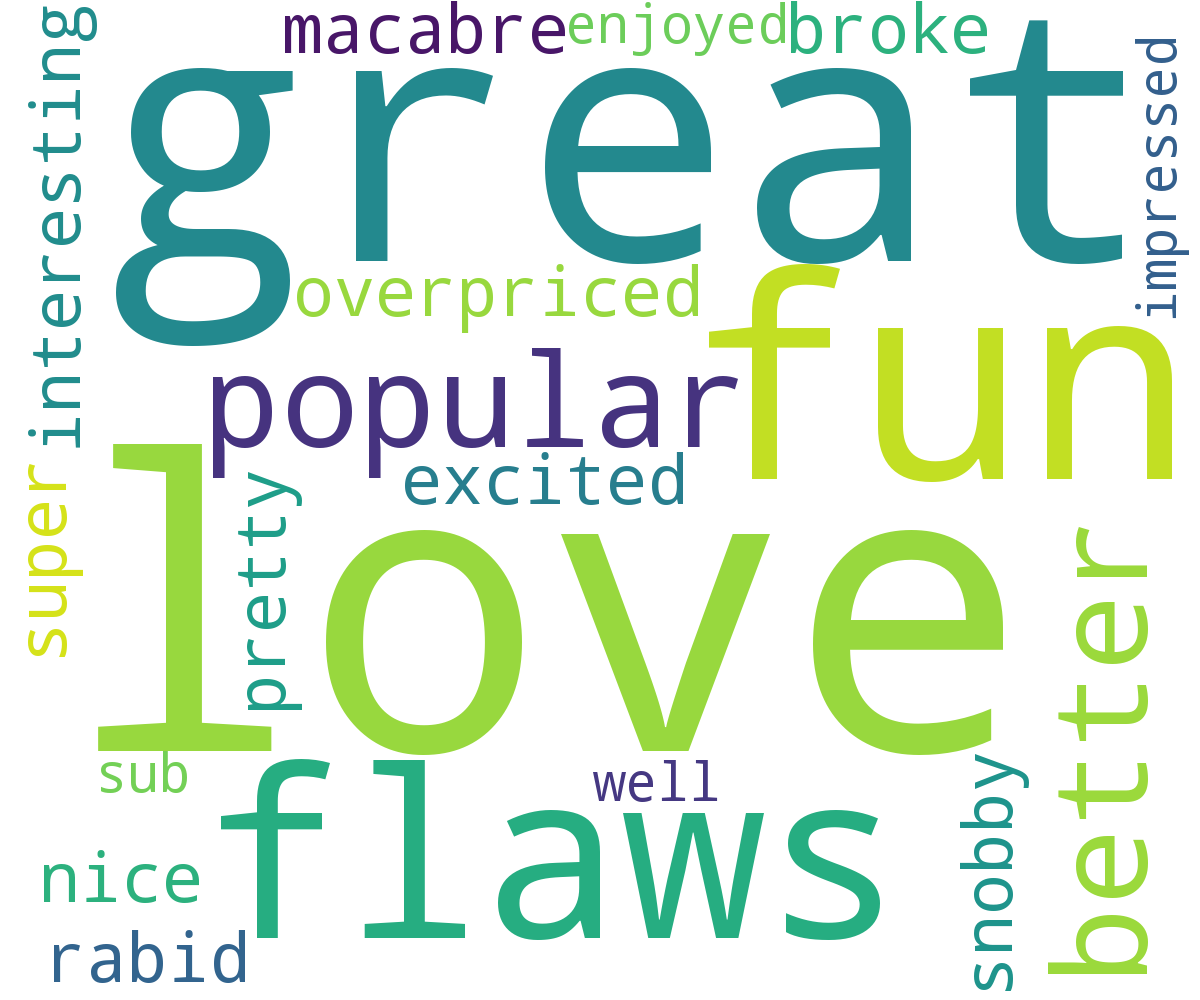 macabre
enjoyed
broke
great
interesting
impressed
overpriced
fun
popular
excited
super
pretty
love
better
sub
well
flaws
snobby
nice
rabid